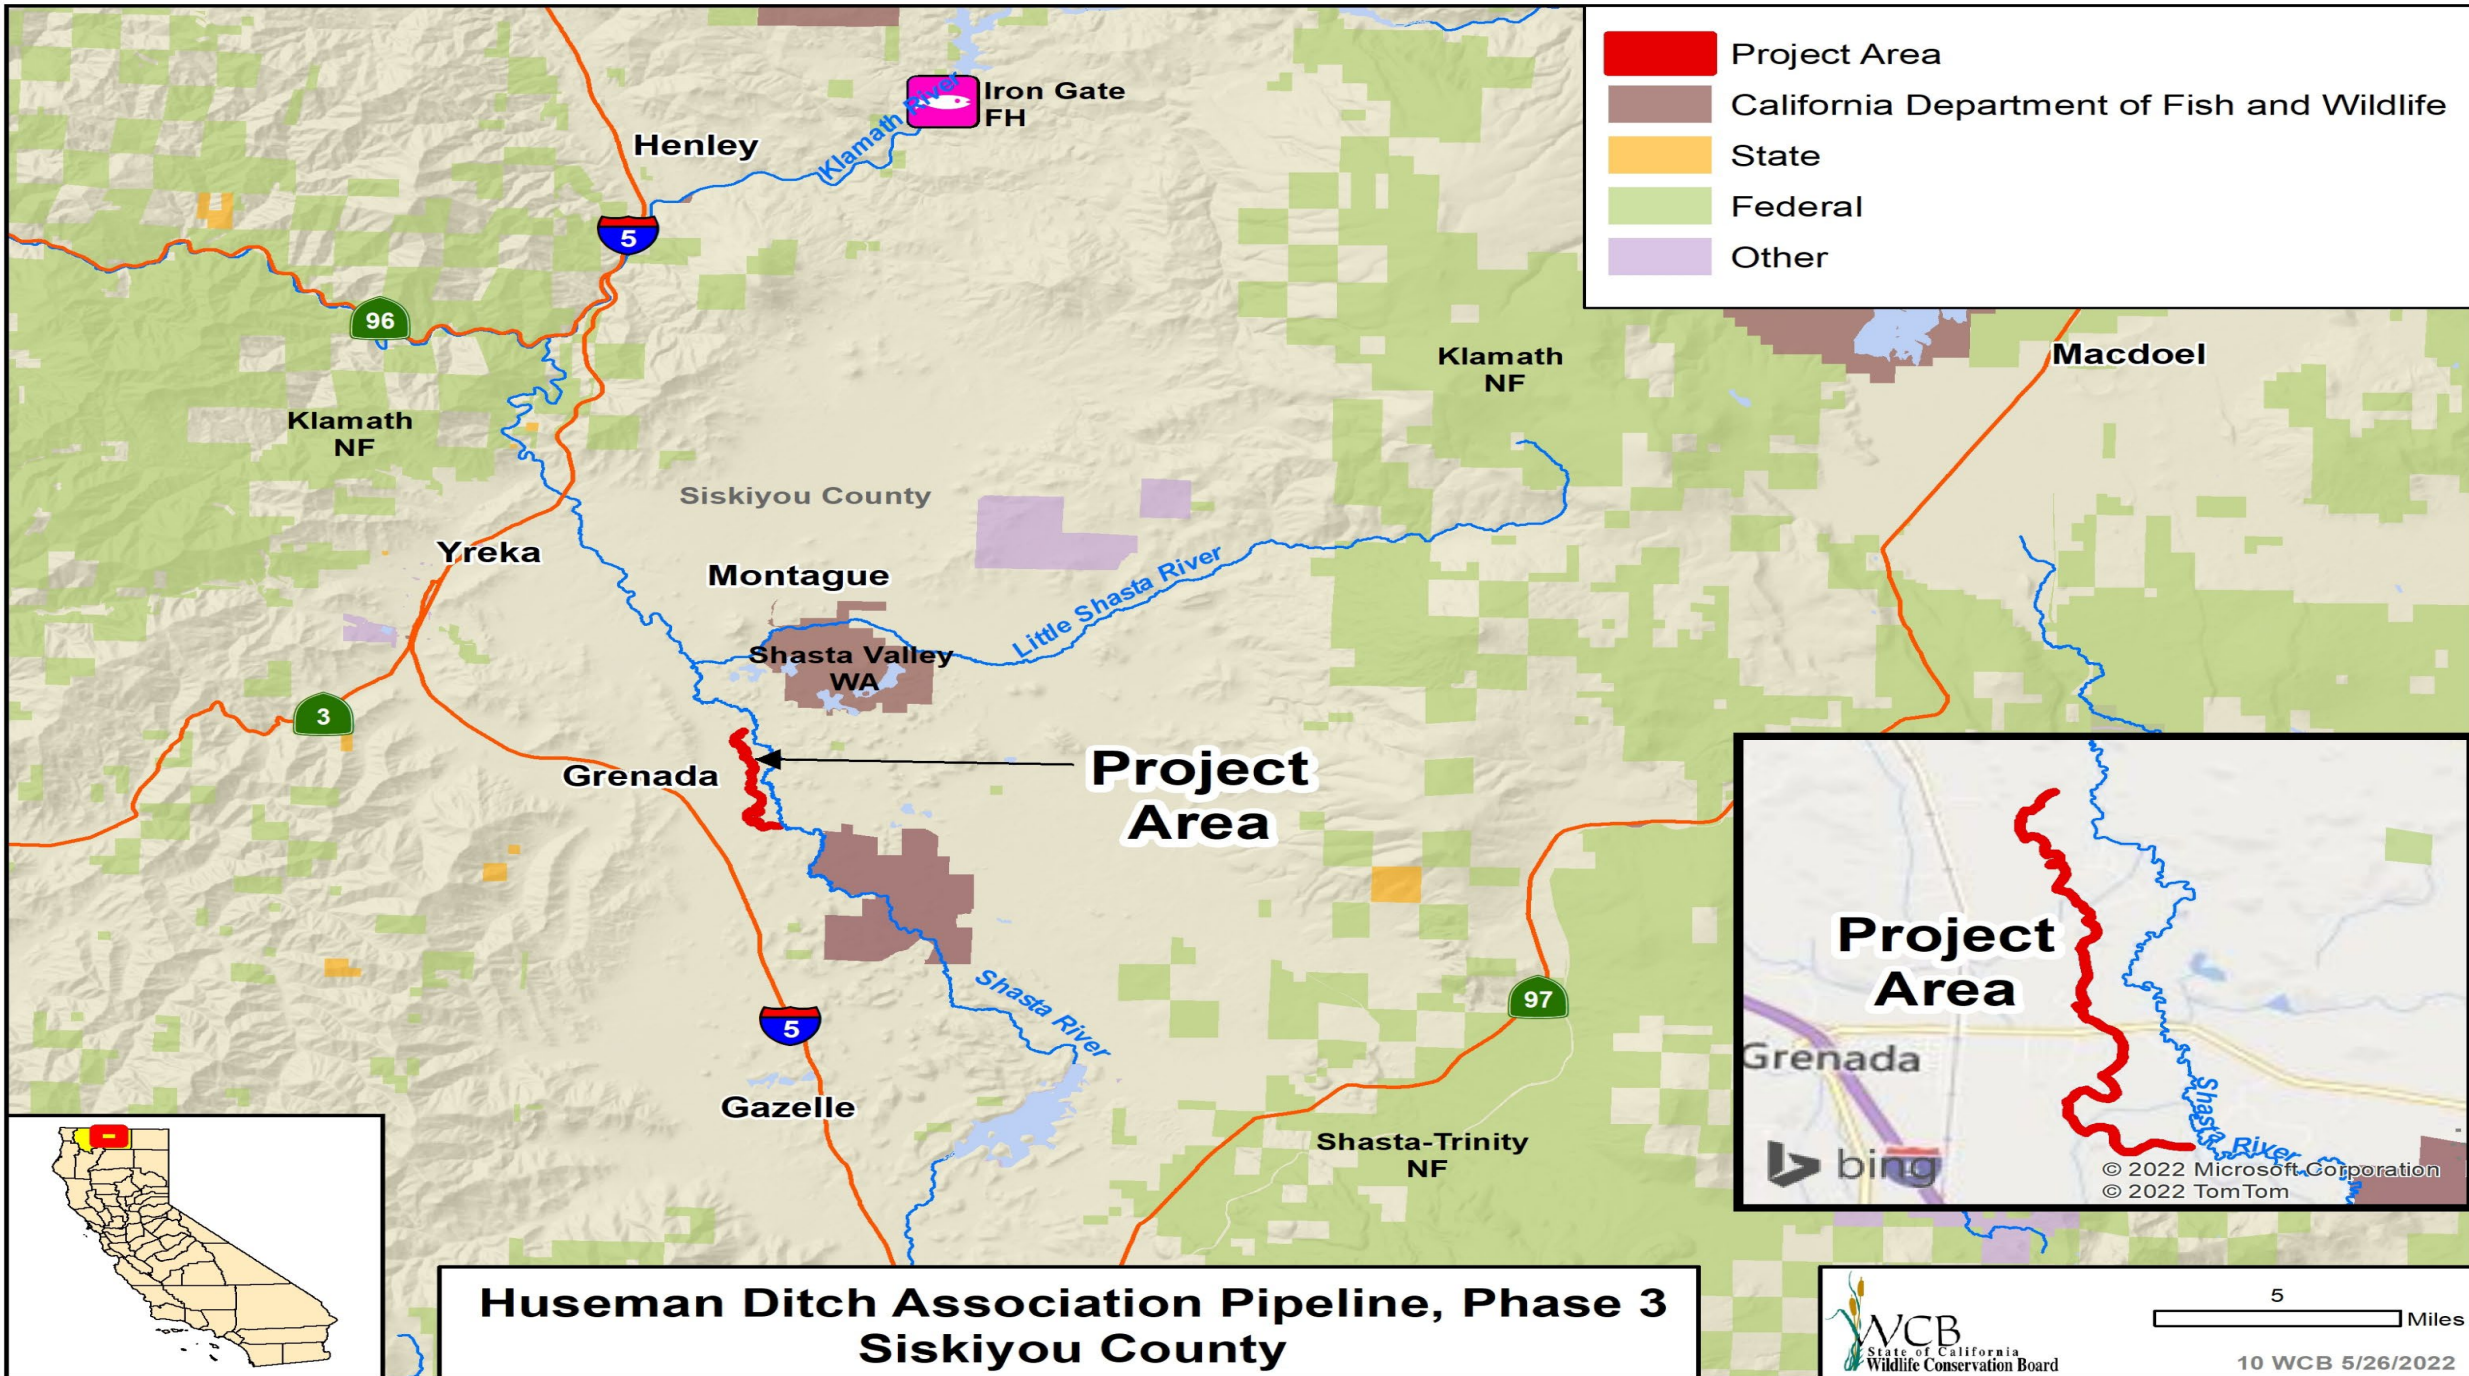 Project Area
California Department of Fish and Wildlife
State
Federal
Other
Iron Gate
FH
Klamath River
Henley
5
96
Klamath
NF
Klamath
NF
Macdoel
Siskiyou County
Yreka
Montague
Little Shasta River
Shasta Valley
WA
3
Grenada
Project
Area
97
Shasta River
5
Gazelle
Shasta-Trinity
NF
Project
Area
Grenada
Shasta River
bing
© 2022 Microsoft Corporation
© 2022 TomTom
Huseman Ditch Association Pipeline, Phase 3
Siskiyou County
WCB
State of California
Wildlife Conservation Board
5
Miles
10 WCB 5/26/2022